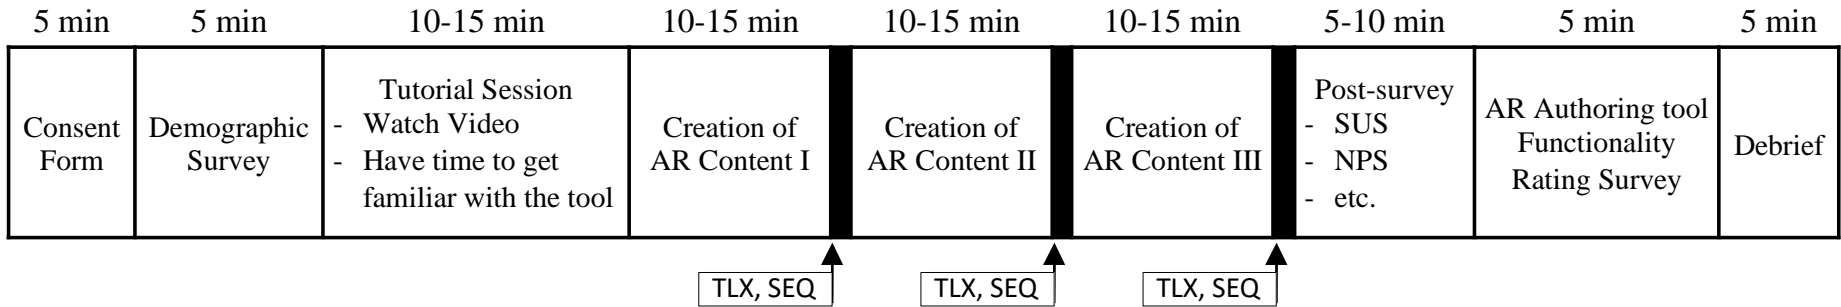 5 min 5 min 10-15 min 10-15 min 10-15 min 10-15 min 5-10 min 5 min 5 min
Consent
Form
Demographic
Survey
Tutorial Session
- Watch Video
- Have time to get
familiar with the tool
Creation of
AR Content I
Creation of
AR Content II
Creation of
AR Content III
Post-survey
- SUS
- NPS
- etc.
AR Authoring tool
Functionality
Rating Survey
Debrief
TLX, SEQ
TLX, SEQ
TLX, SEQ